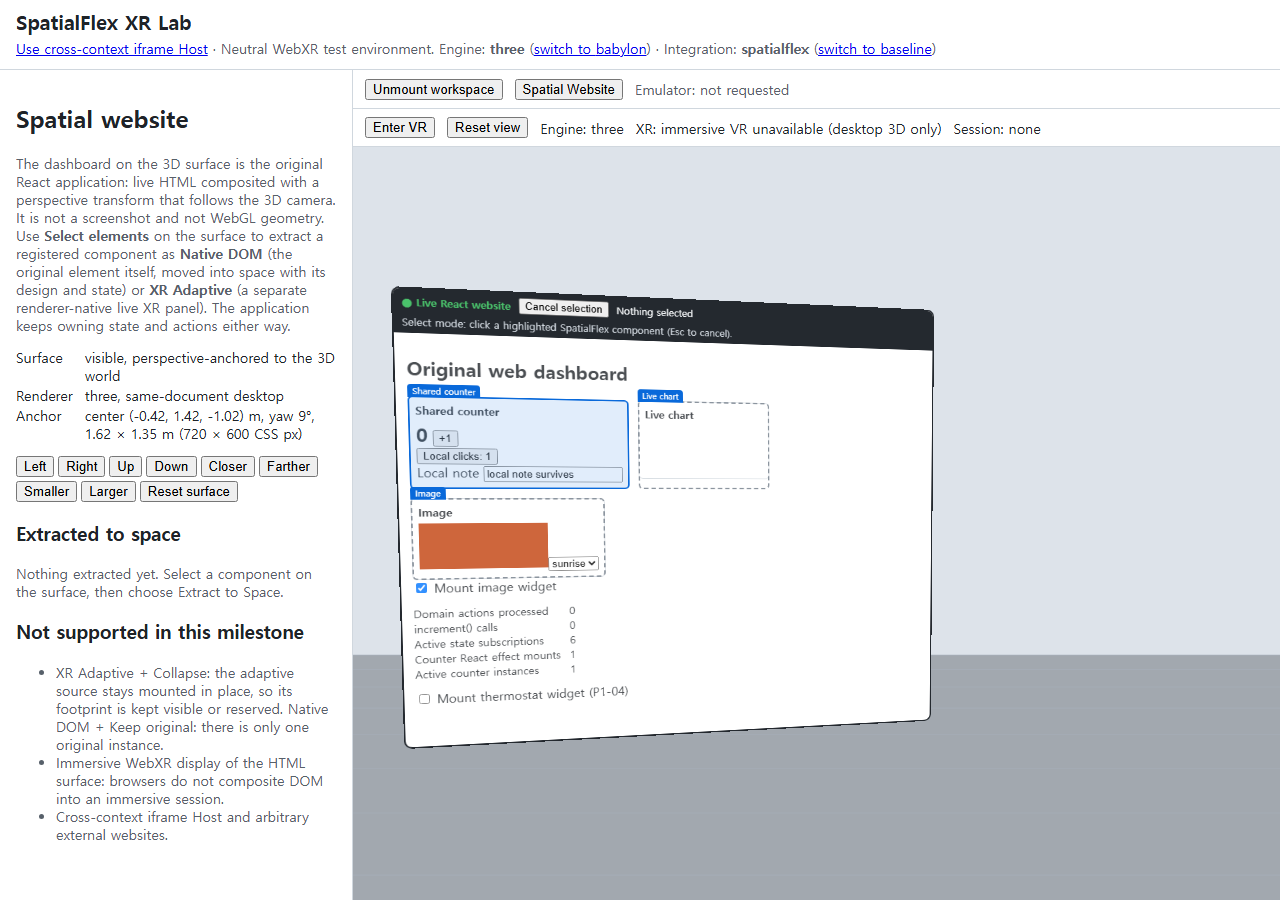 SpatialFlex XR Lab
Use cross-context iframe Host · Neutral WebXR test environment. Engine: three (switch to babylon) · Integration: spatialflex (switch to baseline)
Spatial website
The dashboard on the 3D surface is the original
React application: live HTML composited with a
perspective transform that follows the 3D camera.
It is not a screenshot and not WebGL geometry.
Use Select elements on the surface to extract a
registered component as Native DOM (the
original element itself, moved into space with its
design and state) or XR Adaptive (a separate
renderer-native live XR panel). The application
keeps owning state and actions either way.
Surface visible, perspective-anchored to the 3D
world
Renderer three, same-document desktop
Anchor center (-0.42, 1.42, -1.02) m, yaw 9°,
1.62 × 1.35 m (720 × 600 CSS px)
Left Right Up Down Closer Farther
Smaller Larger Reset surface
Extracted to space
Nothing extracted yet. Select a component on
the surface, then choose Extract to Space.
Not supported in this milestone
• XR Adaptive + Collapse: the adaptive
source stays mounted in place, so its
footprint is kept visible or reserved. Native
DOM + Keep original: there is only one
original instance.
• Immersive WebXR display of the HTML
surface: browsers do not composite DOM
into an immersive session.
• Cross-context iframe Host and arbitrary
external websites.
Unmount workspace Spatial Website Emulator: not requested
Enter VR Reset view Engine: three XR: immersive VR unavailable (desktop 3D only) Session: none
Live React website Cancel selection Nothing selected
Select mode: click a highlighted SpatialFlex component (Esc to cancel).
Original web dashboard
Shared counter
Shared counter
0 +1
Local clicks: 1
Local note local note survives
Live chart
Live chart
Image
Image
sunrise
Mount image widget
Domain actions processed 0
increment() calls 0
Active state subscriptions 6
Counter React effect mounts 1
Active counter instances 1
Mount thermostat widget (P1-04)